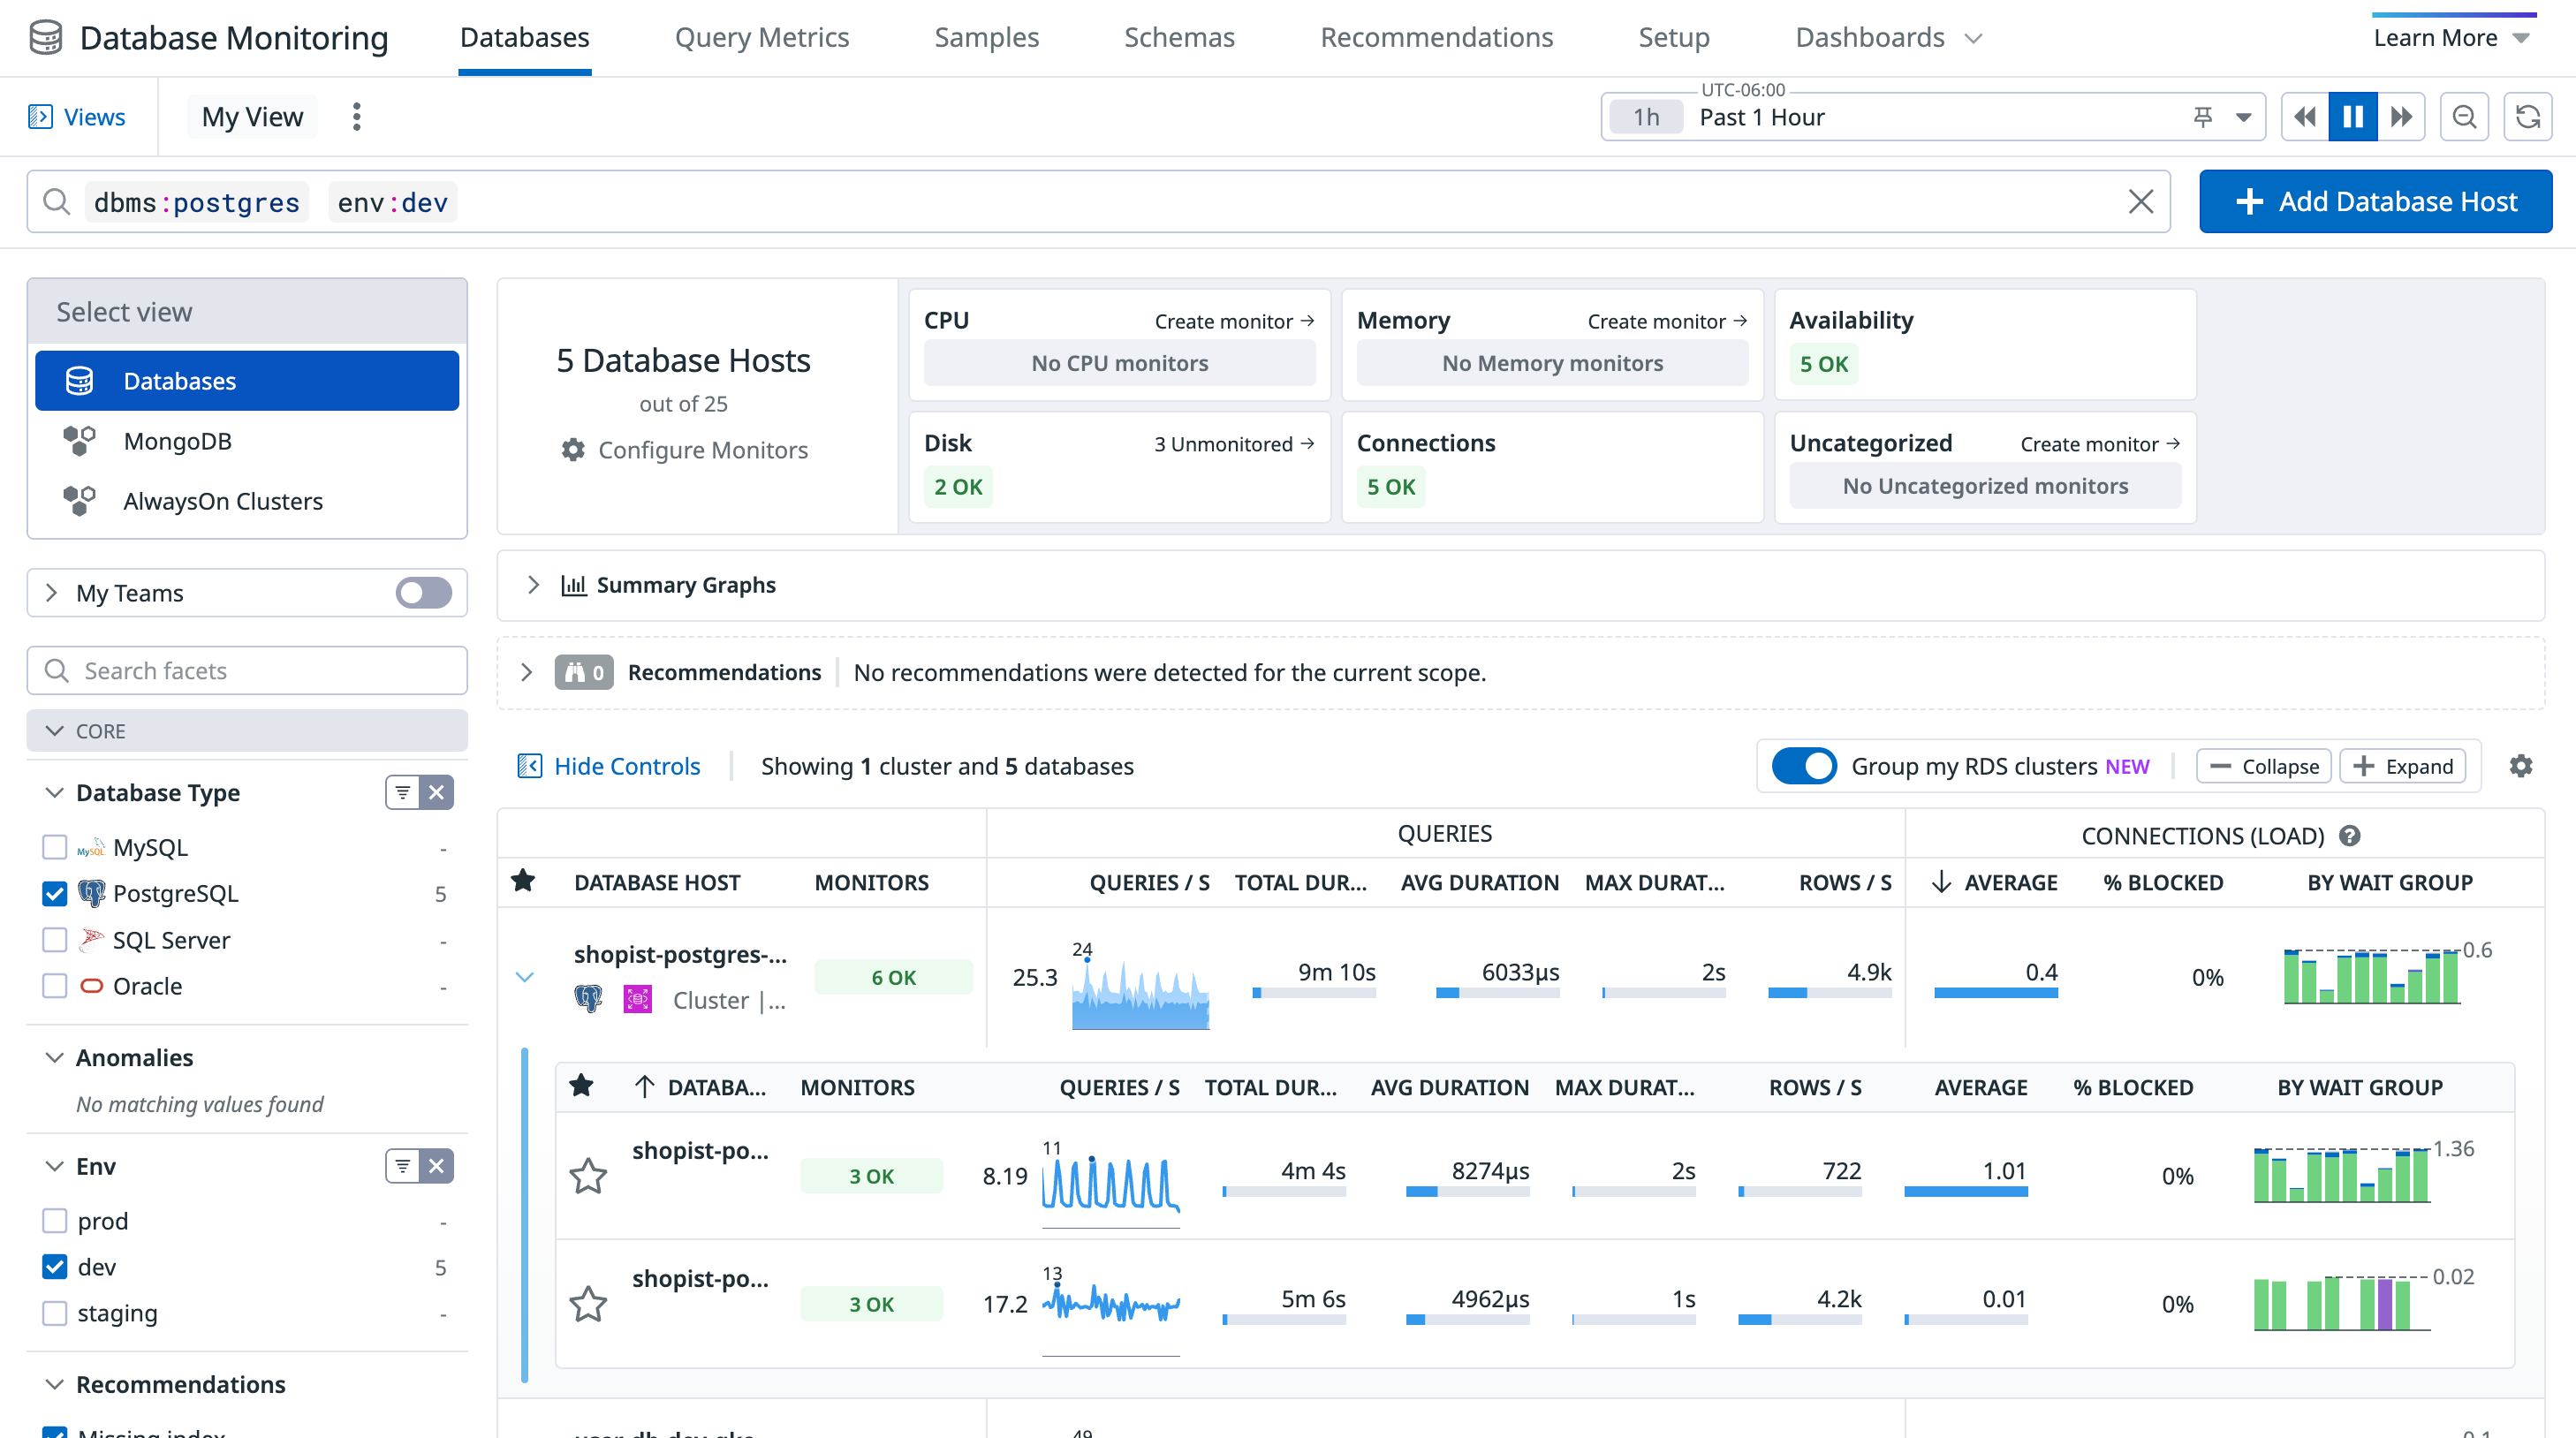 Database Monitoring
Databases
Query Metrics
Samples
Schemas
Recommendations
Setup
Dashboards
Learn More
Views
My View
UTC-06:00
1h Past 1 Hour
dbms:postgres env:dev
Add Database Host
Select view
Databases
MongoDB
AlwaysOn Clusters
My Teams
Search facets
CORE
Database Type
MySQL -
PostgreSQL 5
SQL Server -
Oracle -
Anomalies
No matching values found
Env
prod -
dev 5
staging -
Recommendations
Missing index
5 Database Hosts
out of 25
Configure Monitors
CPU Create monitor →
No CPU monitors
Memory Create monitor →
No Memory monitors
Availability
5 OK
Disk 3 Unmonitored →
2 OK
Connections
5 OK
Uncategorized Create monitor →
No Uncategorized monitors
Summary Graphs
0 Recommendations No recommendations were detected for the current scope.
Hide Controls Showing 1 cluster and 5 databases
Group my RDS clusters NEW Collapse Expand
QUERIES CONNECTIONS (LOAD)
DATABASE HOST MONITORS QUERIES / S TOTAL DUR... AVG DURATION MAX DURAT... ROWS / S AVERAGE % BLOCKED BY WAIT GROUP
shopist-postgres-...
Cluster |...
6 OK 25.3 24 9m 10s 6033µs 2s 4.9k 0.4 0% 0.6
DATABA... MONITORS QUERIES / S TOTAL DUR... AVG DURATION MAX DURAT... ROWS / S AVERAGE % BLOCKED BY WAIT GROUP
shopist-po... 3 OK 8.19 11 4m 4s 8274µs 2s 722 1.01 0% 1.36
shopist-po... 3 OK 17.2 13 5m 6s 4962µs 1s 4.2k 0.01 0% 0.02
49